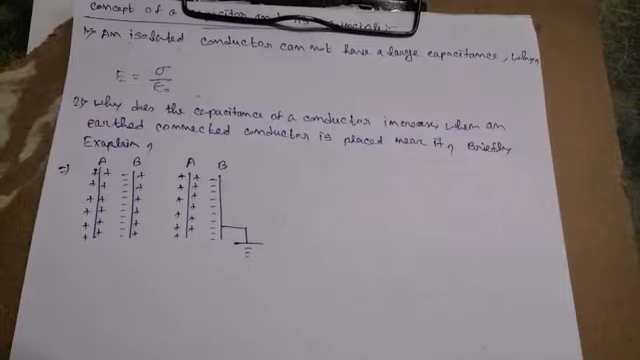 concept of a
1) An isolated conductor can not have a large capacitance, why?
E = σ/ε₀
2) Why does the capacitance of a conductor increase, when an
earthed connected conductor is placed near it? Briefly
Exaplain?
=) A B A B